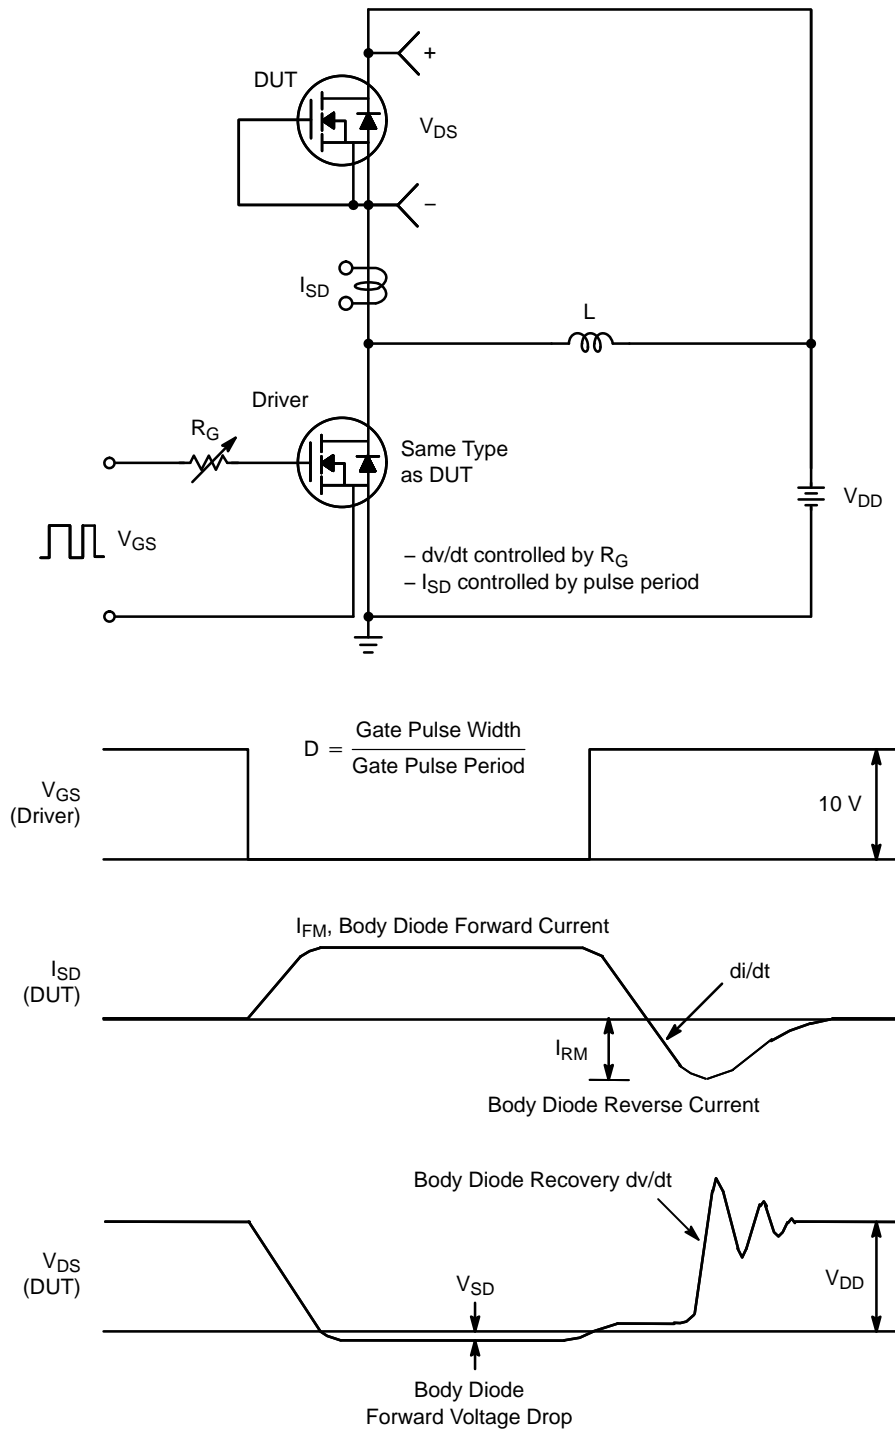 +
DUT
V_DS
−
I_SD
L
Driver
R_G
Same Type
as DUT
V_DD
V_GS
– dv/dt controlled by R_G
– I_SD controlled by pulse period
D = Gate Pulse Width
Gate Pulse Period
V_GS
(Driver)
10 V
I_FM, Body Diode Forward Current
I_SD
(DUT)
di/dt
I_RM
Body Diode Reverse Current
Body Diode Recovery dv/dt
V_DS
(DUT)
V_SD
V_DD
Body Diode
Forward Voltage Drop